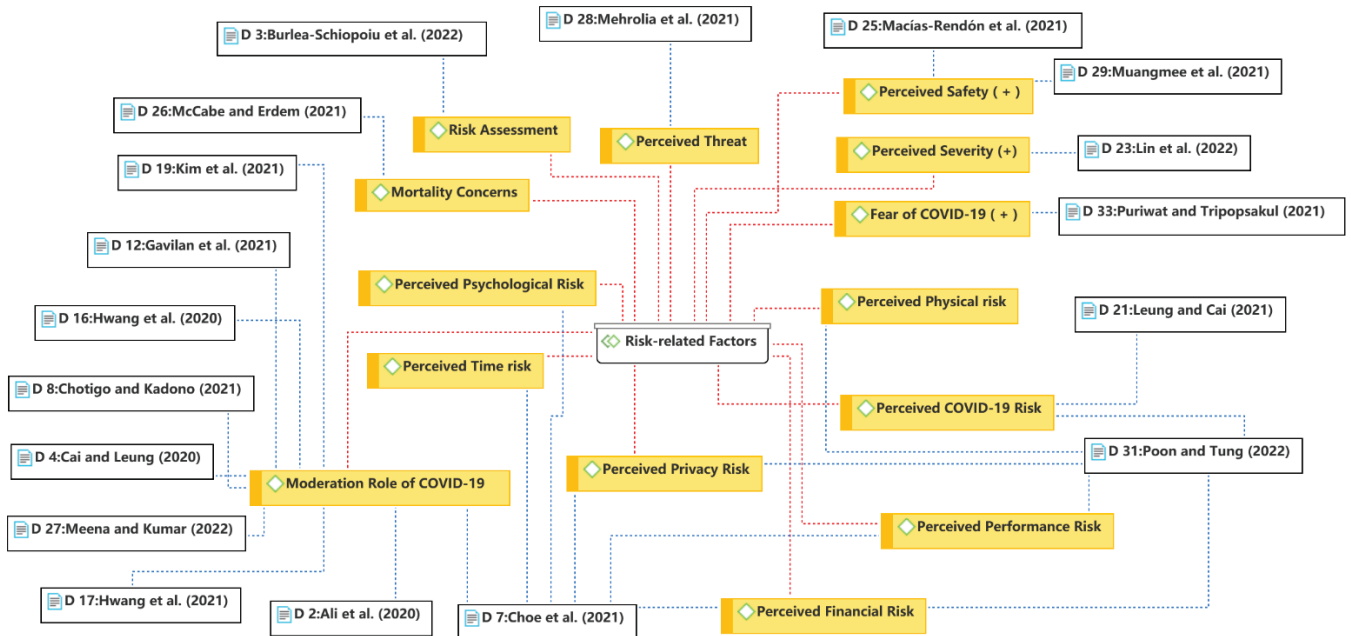 D 28:Mehrolia et al. (2021)
D 25:Macías-Rendón et al. (2021)
D 3:Burlea-Schiopoiu et al. (2022)
D 29:Muangmee et al. (2021)
Perceived Safety ( + )
D 26:McCabe and Erdem (2021)
Risk Assessment
Perceived Threat
Perceived Severity (+)
D 23:Lin et al. (2022)
D 19:Kim et al. (2021)
Mortality Concerns
Fear of COVID-19 ( + )
D 33:Puriwat and Tripopsakul (2021)
D 12:Gavilan et al. (2021)
Perceived Psychological Risk
Perceived Physical risk
D 21:Leung and Cai (2021)
D 16:Hwang et al. (2020)
Risk-related Factors
Perceived Time risk
D 8:Chotigo and Kadono (2021)
Perceived COVID-19 Risk
D 4:Cai and Leung (2020)
D 31:Poon and Tung (2022)
Perceived Privacy Risk
Moderation Role of COVID-19
D 27:Meena and Kumar (2022)
Perceived Performance Risk
D 17:Hwang et al. (2021)
D 2:Ali et al. (2020)
D 7:Choe et al. (2021)
Perceived Financial Risk